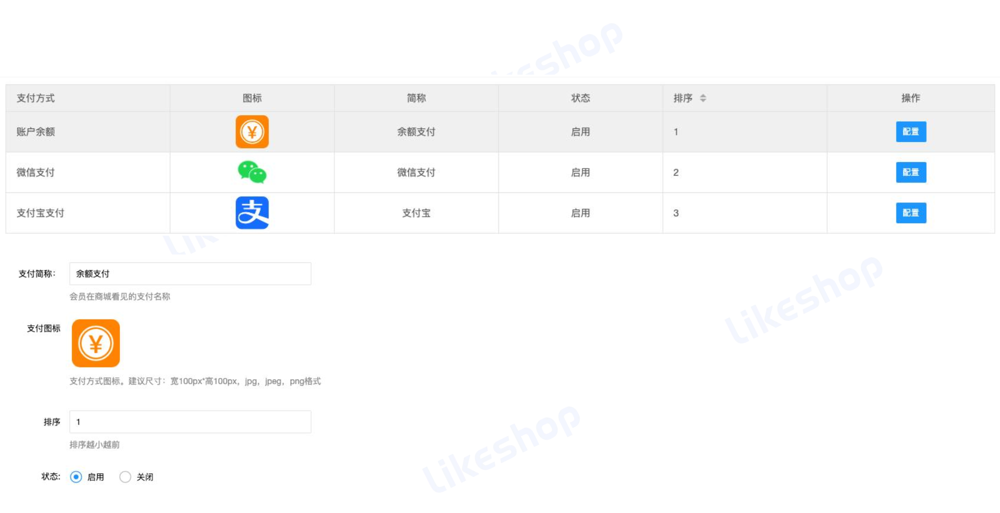 Likeshop
支付方式 图标 简称 状态 排序 操作
账户余额 ¥ 余额支付 启用 1 配置
微信支付 微信支付 启用 2 配置
支付宝支付 支 支付宝 启用 3 配置
Lik
支付简称： 余额支付
会员在商城看见的支付名称
Likeshop
支付图标 ¥
支付方式图标。建议尺寸：宽100px*高100px，jpg，jpeg，png格式
排序 1
排序越小越前
Likeshop
状态: 启用 关闭